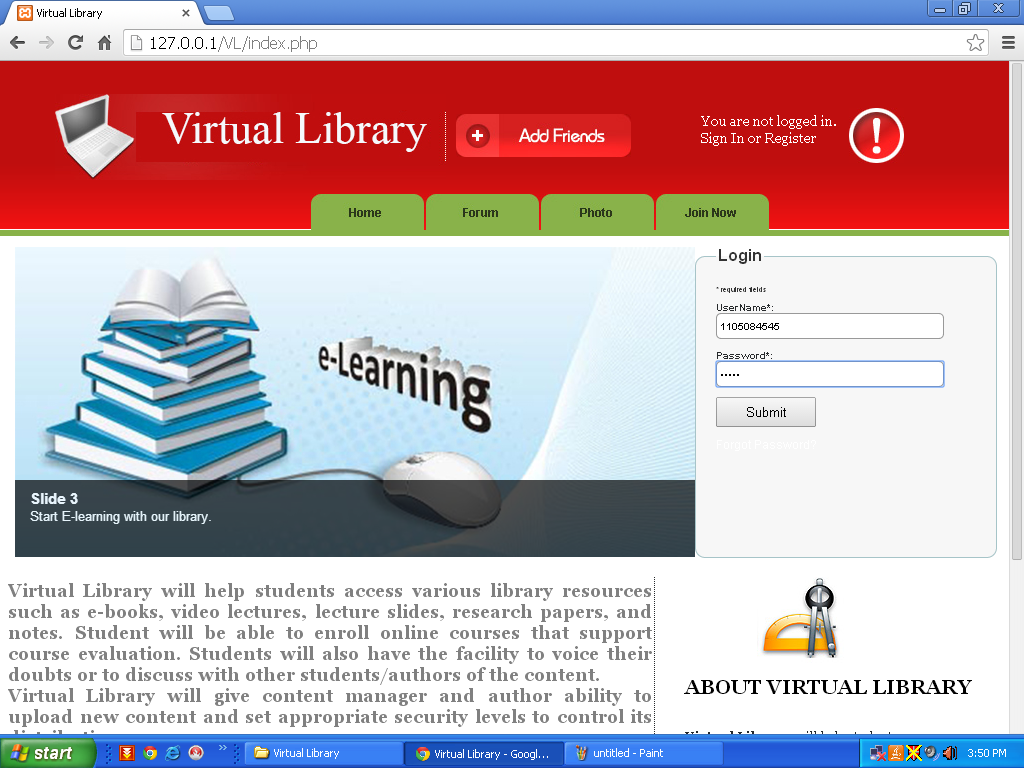 Virtual Library
127.0.0.1/VL/index.php
Virtual Library
Add Friends
You are not logged in.
Sign In or Register
Home
Forum
Photo
Join Now
e-Learning
Slide 3
Start E-learning with our library.
Login
* required fields
UserName*:
1105084545
Password*:
•••••
Submit
Forgot Password?
Virtual Library will help students access various library resources
such as e-books, video lectures, lecture slides, research papers, and
notes. Student will be able to enroll online courses that support
course evaluation. Students will also have the facility to voice their
doubts or to discuss with other students/authors of the content.
Virtual Library will give content manager and author ability to
upload new content and set appropriate security levels to control its
ABOUT VIRTUAL LIBRARY
start
Virtual Library
Virtual Library - Googl...
untitled - Paint
3:50 PM